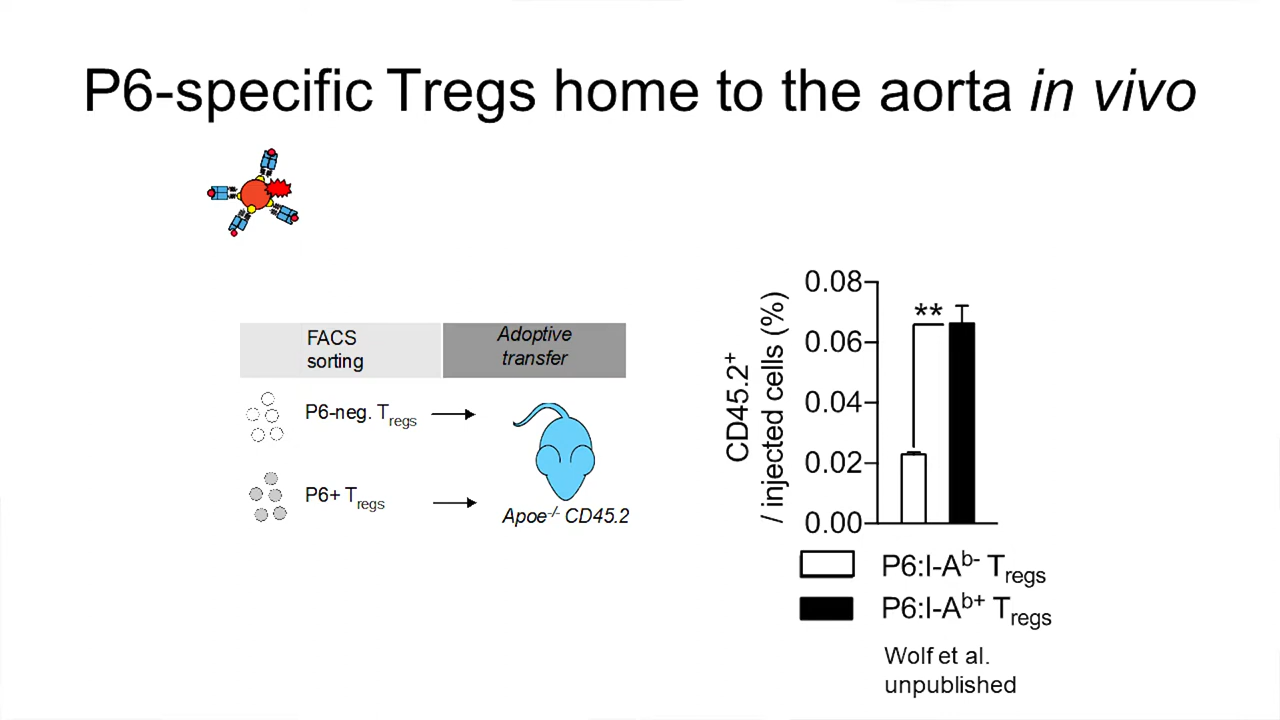 P6-specific Tregs home to the aorta in vivo
FACS
sorting
Adoptive
transfer
P6-neg. Tregs
P6+ Tregs
Apoe-/- CD45.2
CD45.2+
/ injected cells (%)
0.08
0.06
0.04
0.02
0.00
**
P6:I-Ab- Tregs
P6:I-Ab+ Tregs
Wolf et al.
unpublished